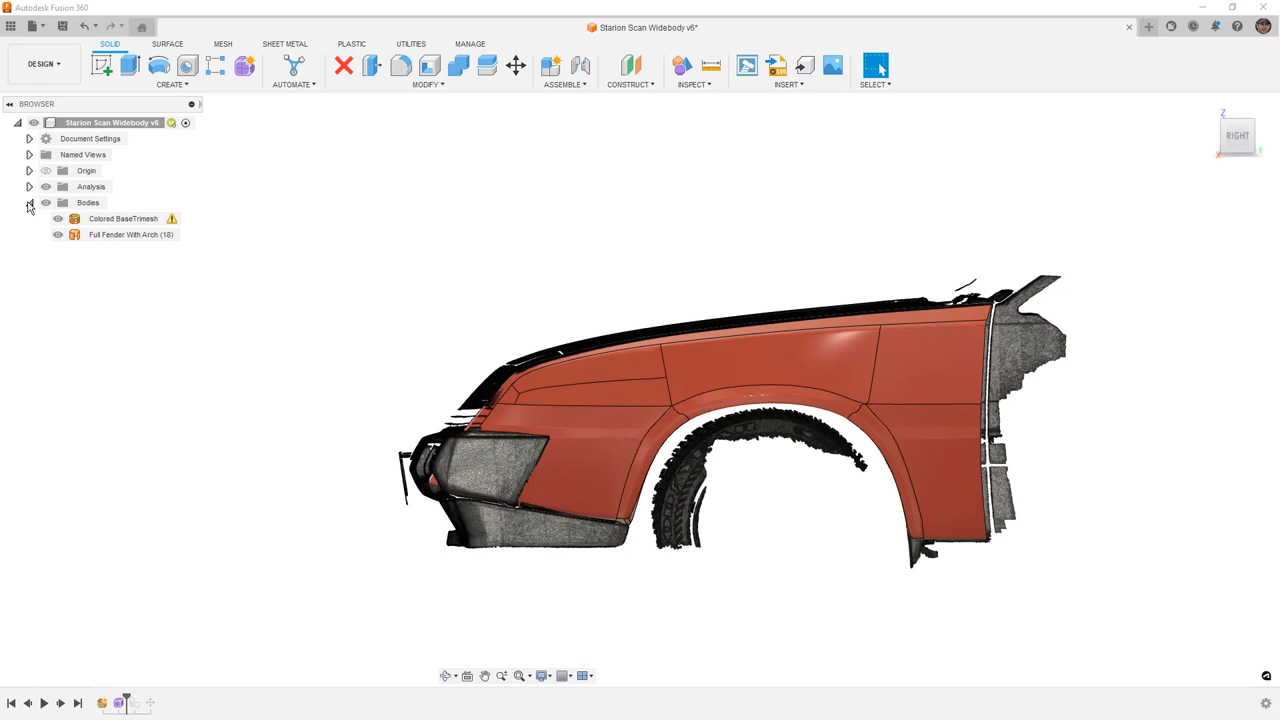 Autodesk Fusion 360
Starion Scan Widebody v6*
SOLID SURFACE MESH SHEET METAL PLASTIC UTILITIES MANAGE
DESIGN
CREATE AUTOMATE MODIFY ASSEMBLE CONSTRUCT INSPECT INSERT SELECT
BROWSER
Starion Scan Widebody v6
Document Settings
Named Views
Origin
Analysis
Bodies
Colored BaseTrimesh
Full Fender With Arch (18)
Z
RIGHT
X Y